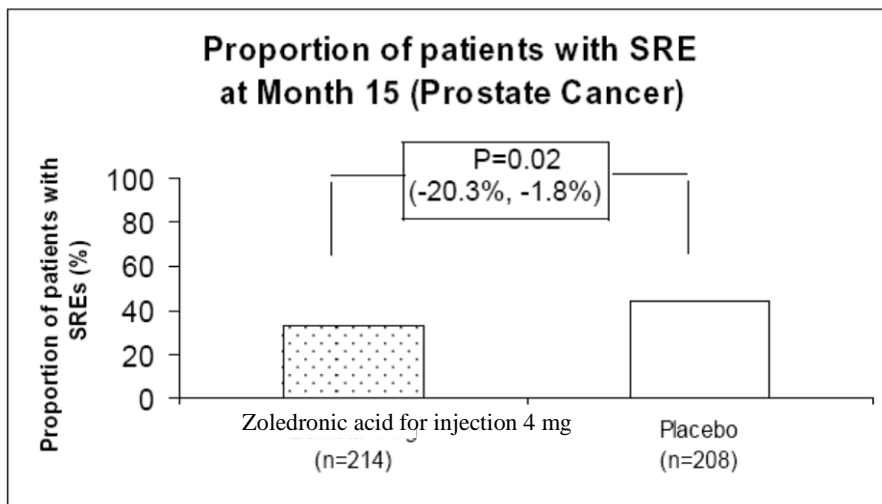 Proportion of patients with SRE
at Month 15 (Prostate Cancer)
P=0.02
(-20.3%, -1.8%)
Proportion of patients with
SREs (%)
100
80
60
40
20
0
Zoledronic acid for injection 4 mg
(n=214)
Placebo
(n=208)